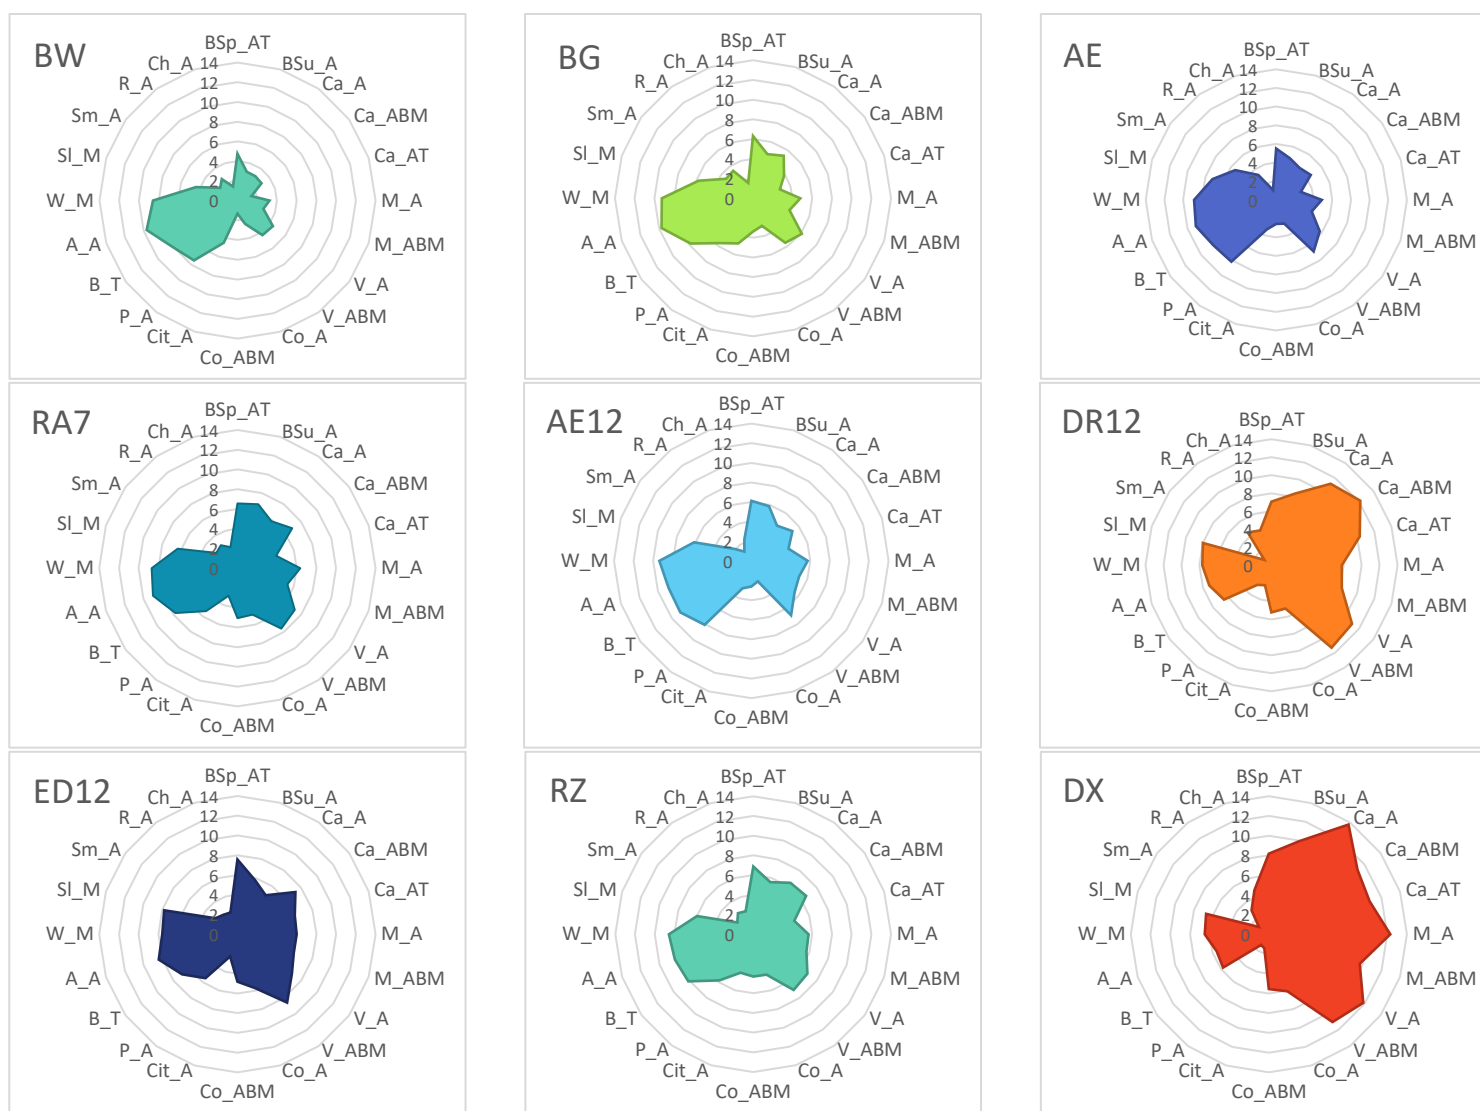 BW
BSp_AT
BSu_A
Ca_A
Ca_ABM
Ca_AT
M_A
M_ABM
V_A
V_ABM
Co_A
Co_ABM
Cit_A
P_A
B_T
A_A
W_M
Sl_M
Sm_A
R_A
Ch_A
14
12
10
8
6
4
2
0
BG
BSp_AT
BSu_A
Ca_A
Ca_ABM
Ca_AT
M_A
M_ABM
V_A
V_ABM
Co_A
Co_ABM
Cit_A
P_A
B_T
A_A
W_M
Sl_M
Sm_A
R_A
Ch_A
14
12
10
8
6
4
2
0
AE
BSp_AT
BSu_A
Ca_A
Ca_ABM
Ca_AT
M_A
M_ABM
V_A
V_ABM
Co_A
Co_ABM
Cit_A
P_A
B_T
A_A
W_M
Sl_M
Sm_A
R_A
Ch_A
14
12
10
8
6
4
2
0
RA7
BSp_AT
BSu_A
Ca_A
Ca_ABM
Ca_AT
M_A
M_ABM
V_A
V_ABM
Co_A
Co_ABM
Cit_A
P_A
B_T
A_A
W_M
Sl_M
Sm_A
R_A
Ch_A
14
12
10
8
6
4
2
0
AE12
BSp_AT
BSu_A
Ca_A
Ca_ABM
Ca_AT
M_A
M_ABM
V_A
V_ABM
Co_A
Co_ABM
Cit_A
P_A
B_T
A_A
W_M
Sl_M
Sm_A
R_A
Ch_A
14
12
10
8
6
4
2
0
DR12
BSp_AT
BSu_A
Ca_A
Ca_ABM
Ca_AT
M_A
M_ABM
V_A
V_ABM
Co_A
Co_ABM
Cit_A
P_A
B_T
A_A
W_M
Sl_M
Sm_A
R_A
Ch_A
14
12
10
8
6
4
2
0
ED12
BSp_AT
BSu_A
Ca_A
Ca_ABM
Ca_AT
M_A
M_ABM
V_A
V_ABM
Co_A
Co_ABM
Cit_A
P_A
B_T
A_A
W_M
Sl_M
Sm_A
R_A
Ch_A
14
12
10
8
6
4
2
0
RZ
BSp_AT
BSu_A
Ca_A
Ca_ABM
Ca_AT
M_A
M_ABM
V_A
V_ABM
Co_A
Co_ABM
Cit_A
P_A
B_T
A_A
W_M
Sl_M
Sm_A
R_A
Ch_A
14
12
10
8
6
4
2
0
DX
BSp_AT
BSu_A
Ca_A
Ca_ABM
Ca_AT
M_A
M_ABM
V_A
V_ABM
Co_A
Co_ABM
Cit_A
P_A
B_T
A_A
W_M
Sl_M
Sm_A
R_A
Ch_A
14
12
10
8
6
4
2
0